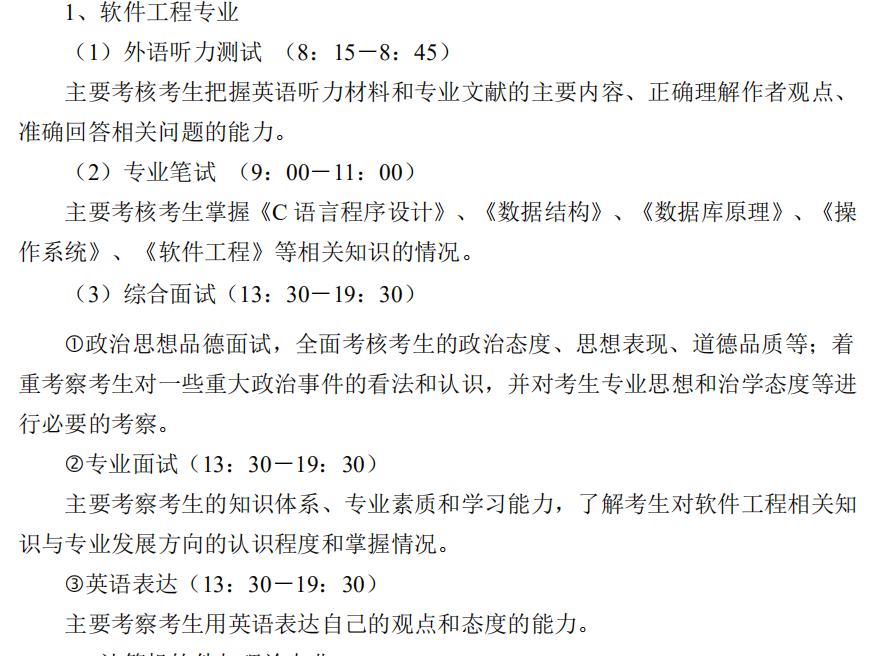 1、软件工程专业
（1）外语听力测试 （8：15－8：45）
主要考核考生把握英语听力材料和专业文献的主要内容、正确理解作者观点、
准确回答相关问题的能力。
（2）专业笔试 （9：00－11：00）
主要考核考生掌握《C 语言程序设计》、《数据结构》、《数据库原理》、《操
作系统》、《软件工程》等相关知识的情况。
（3）综合面试（13：30－19：30）
①政治思想品德面试，全面考核考生的政治态度、思想表现、道德品质等；着
重考察考生对一些重大政治事件的看法和认识，并对考生专业思想和治学态度等进
行必要的考察。
②专业面试（13：30－19：30）
主要考察考生的知识体系、专业素质和学习能力，了解考生对软件工程相关知
识与专业发展方向的认识程度和掌握情况。
③英语表达（13：30－19：30）
主要考察考生用英语表达自己的观点和态度的能力。